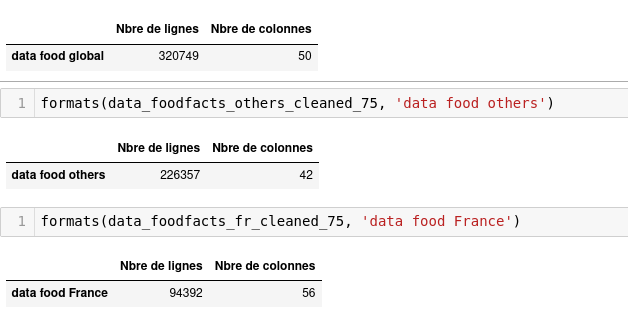 Nbre de lignes Nbre de colonnes
data food global 320749 50
1 formats(data_foodfacts_others_cleaned_75, 'data food others')
Nbre de lignes Nbre de colonnes
data food others 226357 42
1 formats(data_foodfacts_fr_cleaned_75, 'data food France')
Nbre de lignes Nbre de colonnes
data food France 94392 56